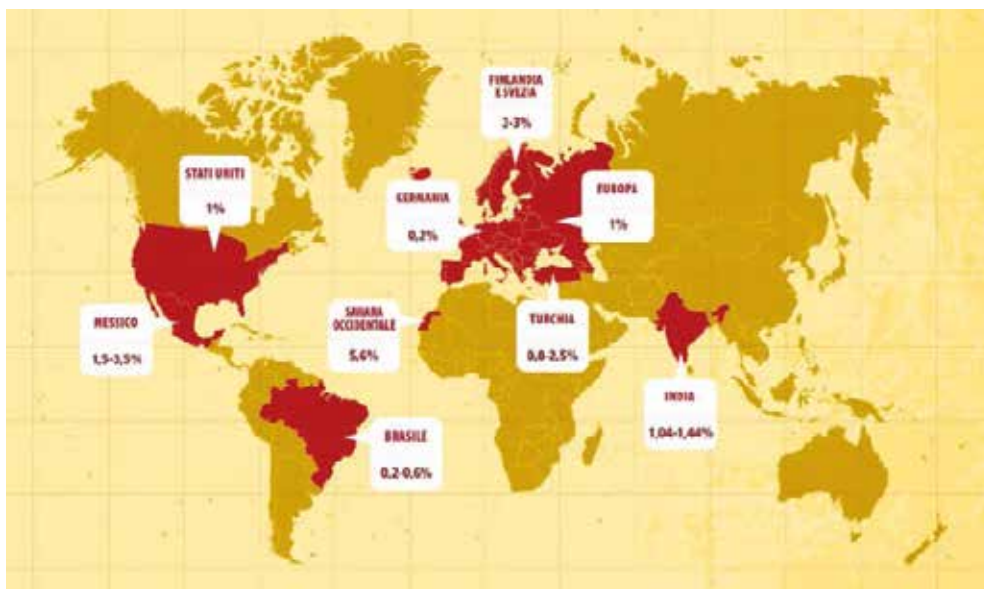 FINLANDIA
E SVEZIA
2-3%
STATI UNITI
1%
GERMANIA
0,2%
EUROPA
1%
MESSICO
1,5-3,5%
SAHARA
OCCIDENTALE
5,6%
TURCHIA
0,8-2,5%
INDIA
1,04-1,44%
BRASILE
0,2-0,6%